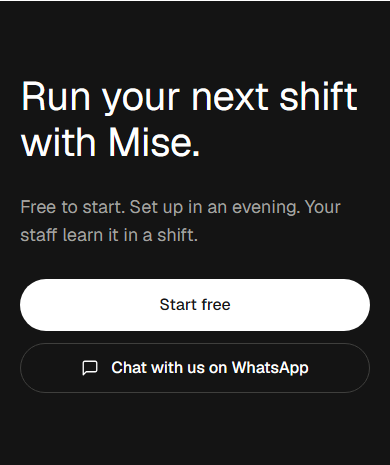 Run your next shift
with Mise.
Free to start. Set up in an evening. Your
staff learn it in a shift.
Start free
Chat with us on WhatsApp